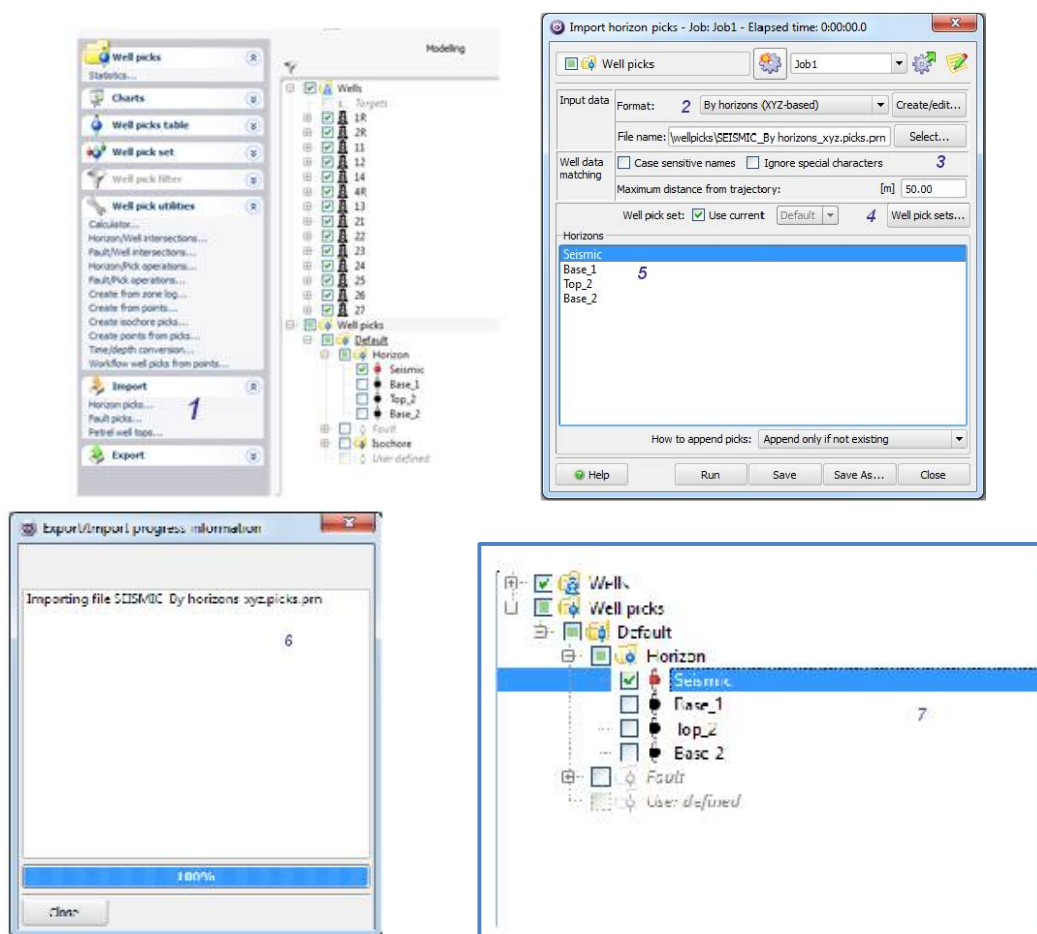 Well picks
Statistics...
Charts
Well picks table
Well pick set
Well pick filter
Well pick utilities
Calculator...
Horizon/Well intersections...
Fault/Well intersections...
Horizon/Pick operations...
Fault/Pick operations...
Create from zone log...
Create from points...
Create isochore picks...
Create points from picks...
Time/depth conversion...
Workflow well picks from points...
Import
Horizon picks...
Fault picks...
Petrel well tops...
1
Export
Modeling
Wells
Targets
1R
2R
11
12
14
4R
13
21
22
23
24
25
26
27
Well picks
Default
Horizon
Seismic
Base_1
Top_2
Base_2
Fault
Isochore
User defined
Import horizon picks - Job: Job1 - Elapsed time: 0:00:00.0
Well picks Job1
Input data Format: 2 By horizons (XYZ-based) Create/edit...
File name: \wellpicks\SEISMIC_By horizons_xyz.picks.prn Select...
Well data matching Case sensitive names Ignore special characters 3
Maximum distance from trajectory: [m] 50.00
Well pick set: Use current Default 4 Well pick sets...
Horizons
Seismic
Base_1 5
Top_2
Base_2
How to append picks: Append only if not existing
Help Run Save Save As... Close
Export/Import progress information
Importing file SEISMIC_By horizons_xyz.picks.prn
6
100%
Close
Wells
Well picks
Default
Horizon
Seismic
Base_1 7
Top_2
Base_2
Fault
User defined